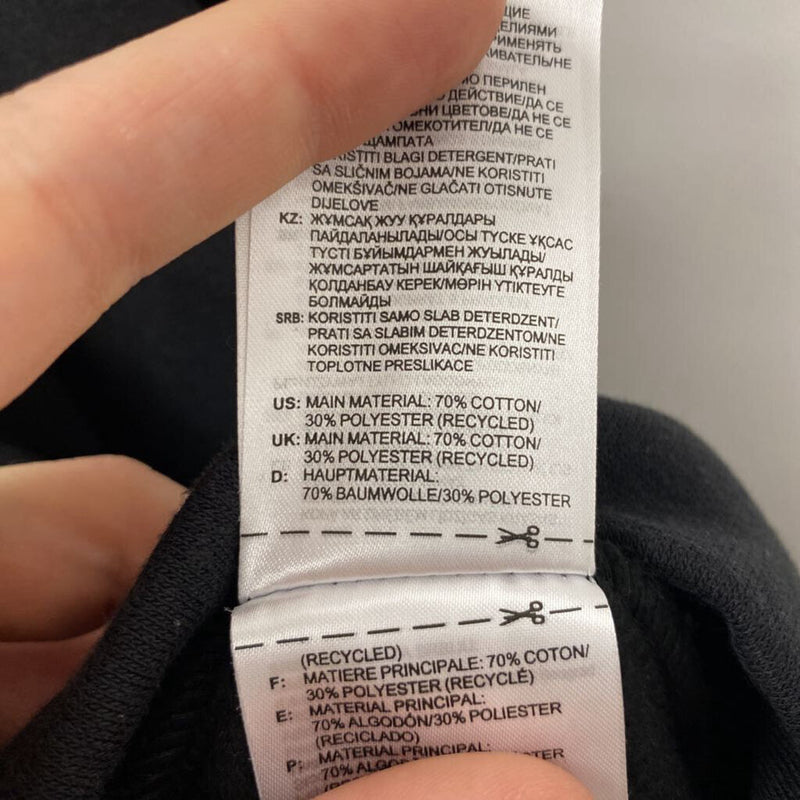 ЩИЕ
ЕЛИЯМИ
РИМЕНЯТЬ
КИВАТЕЛЬ/НЕ
ПЕРИЛЕН
ДЕЙСТВИЕ/ДА СЕ
ЦВЕТОВЕ/ДА НЕ СЕ
ОМЕКОТИТЕЛ/ДА НЕ СЕ
ЩАМПАТА
KORISTITI BLAGI DETERGENT/PRATI
SA SLIČNIM BOJAMA/NE KORISTITI
OMEKŠIVAČ/NE GLAČATI OTISNUTE
DIJELOVE
KZ: ЖҰМСАҚ ЖУУ ҚҰРАЛДАРЫ
ПАЙДАЛАНЫЛАДЫ/ОСЫ ТҮСКЕ ҰҚСАС
ТҮСТІ БҰЙЫМДАРМЕН ЖУЫЛАДЫ/
ЖҰМСАРТАТЫН ШАЙҚАҒЫШ ҚҰРАЛДЫ
ҚОЛДАНБАУ КЕРЕК/МӨРІН ҮТІКТЕУГЕ
БОЛМАЙДЫ
SRB: KORISTITI SAMO SLAB DETERDZENT/
PRATI SA SLABIM DETERDZENTOM/NE
KORISTITI OMEKSIVAC/NE KORISTITI
TOPLOTNE PRESLIKACE
US: MAIN MATERIAL: 70% COTTON/
30% POLYESTER (RECYCLED)
UK: MAIN MATERIAL: 70% COTTON/
30% POLYESTER (RECYCLED)
D: HAUPTMATERIAL:
70% BAUMWOLLE/30% POLYESTER
(RECYCLED)
F: MATIERE PRINCIPALE: 70% COTON/
30% POLYESTER (RECYCLÉ)
E: MATERIAL PRINCIPAL:
70% ALGODÓN/30% POLIESTER
(RECICLADO)
P: MATERIAL PRINCIPAL:
70% ALGO